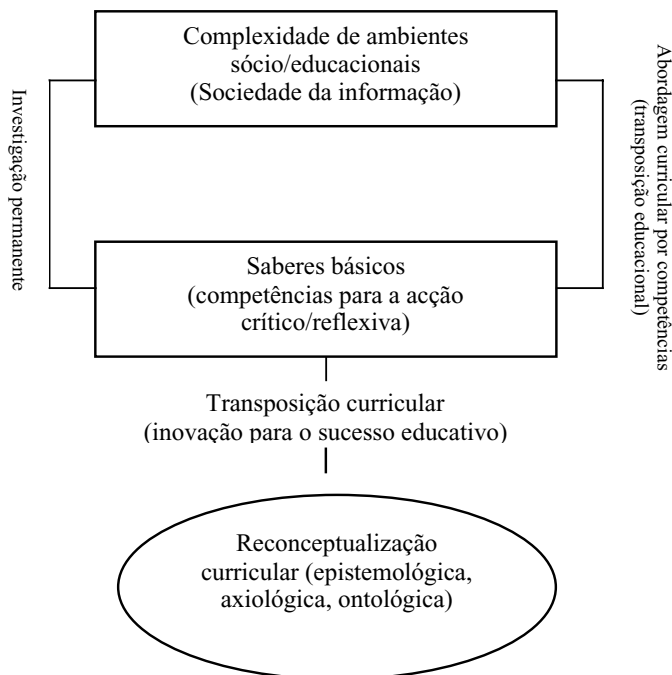 Complexidade de ambientes
sócio/educacionais
(Sociedade da informação)
Investigação permanente
Abordagem curricular por competências
(transposição educacional)
Saberes básicos
(competências para a acção
crítico/reflexiva)
Transposição curricular
(inovação para o sucesso educativo)
Reconceptualização
curricular (epistemológica,
axiológica, ontológica)